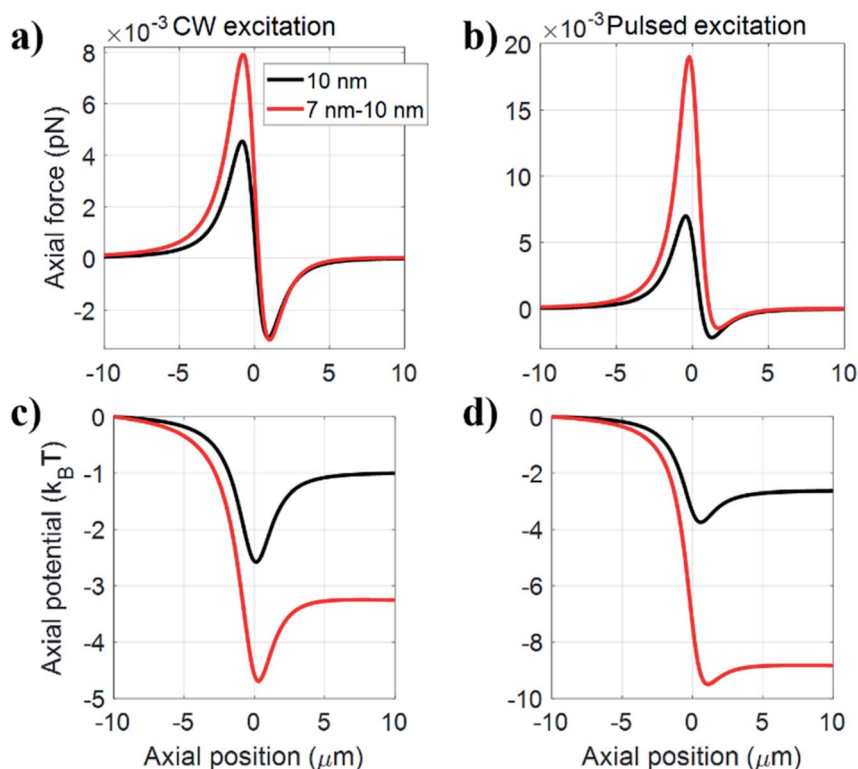 a)
×10⁻³ CW excitation
8
6
4
2
0
-2
Axial force (pN)
10 nm
7 nm-10 nm
-10 -5 0 5 10
b)
×10⁻³ Pulsed excitation
20
15
10
5
0
-10 -5 0 5 10
c)
0
-1
-2
-3
-4
-5
Axial potential (k_BT)
-10 -5 0 5 10
Axial position (μm)
d)
0
-2
-4
-6
-8
-10
-10 -5 0 5 10
Axial position (μm)